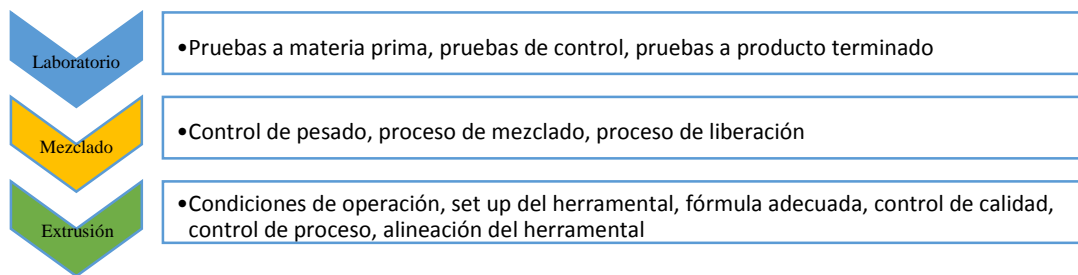 Laboratorio
•Pruebas a materia prima, pruebas de control, pruebas a producto terminado
Mezclado
•Control de pesado, proceso de mezclado, proceso de liberación
Extrusión
•Condiciones de operación, set up del herramental, fórmula adecuada, control de calidad,
control de proceso, alineación del herramental